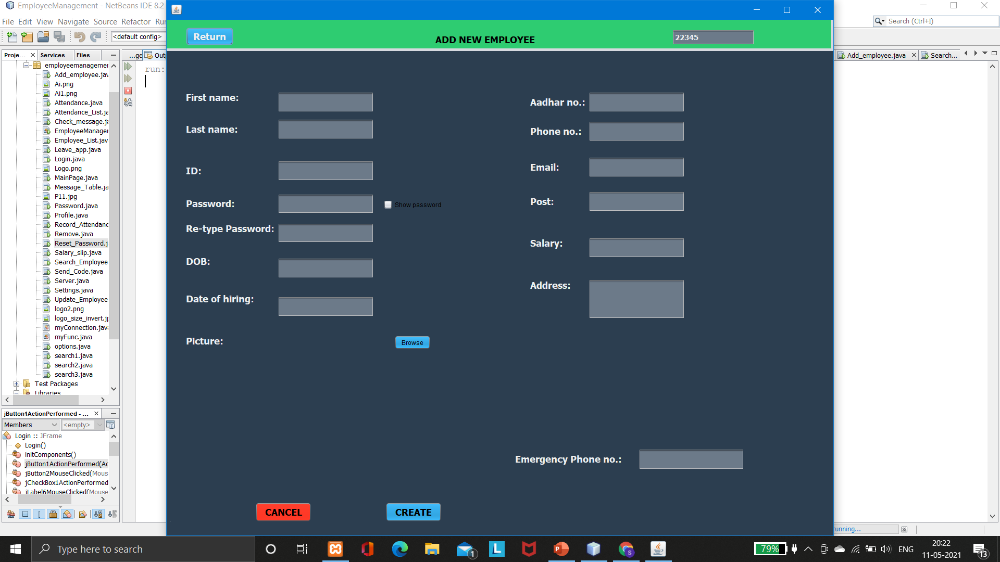 EmployeeManagement - NetBeans IDE 8.2
File Edit View Navigate Source Refactor Run
Search (Ctrl+I)
<default config>
Return
ADD NEW EMPLOYEE
22345
Proje... Services Files
...ge Outp
Add_employee.java Search...
run:
employeemanagemen
Add_employee.jav
Ai.png
Ai1.png
Attendance.java
Attendance_List.ja
Check_message.ja
EmployeeManager
Employee_List.java
Leave_app.java
Login.java
Logo.png
MainPage.java
Message_Table.ja
P11.jpg
Password.java
Profile.java
Record_Attendanc
Remove.java
Reset_Password.j
Salary_slip.java
Search_Employee
Send_Code.java
Server.java
Settings.java
Update_Employee
logo2.png
logo_size_invert.jp
myConnection.java
myFunc.java
options.java
search1.java
search2.java
search3.java
Test Packages
Libraries
First name:
Last name:
ID:
Password:
Show password
Re-type Password:
DOB:
Date of hiring:
Picture:
Browse
Aadhar no.:
Phone no.:
Email:
Post:
Salary:
Address:
Emergency Phone no.:
CANCEL
CREATE
jButton1ActionPerformed - ...
Members <empty>
Login :: JFrame
Login()
initComponents()
jButton1ActionPerformed(Ac
jButton2MouseClicked(Mous
jCheckBox1ActionPerformed
jLabel6MouseClicked(Mouse
running...
Type here to search
1
79%
ENG
20:22
11-05-2021
13